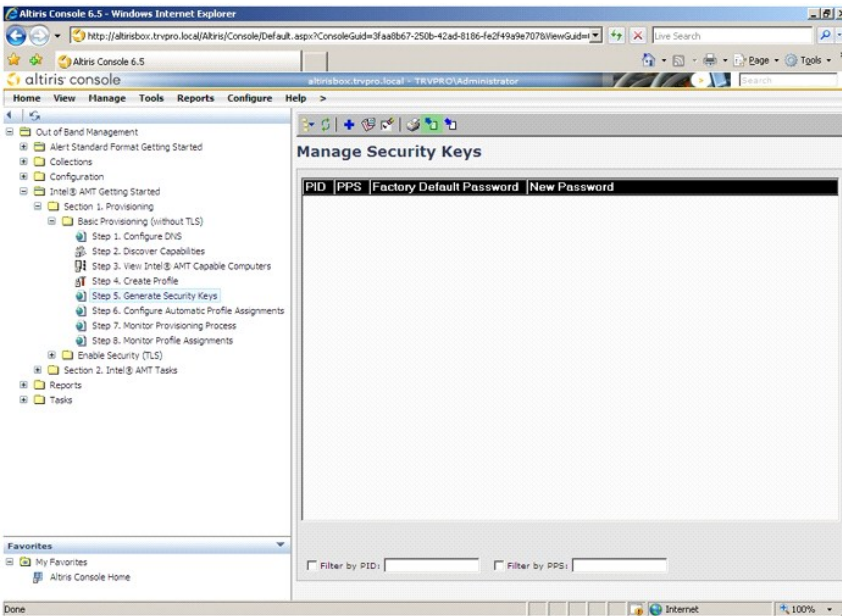 Altiris Console 6.5 - Windows Internet Explorer
http://altirisbox.trvpro.local/Altiris/Console/Default.aspx?ConsoleGuid=3faa8b67-250b-42ad-8186-fe2f49a9e707&ViewGuid=
Live Search
Altiris Console 6.5
Page
Tools
altiris console
altirisbox.trvpro.local - TRVPRO\Administrator
Search
Home View Manage Tools Reports Configure Help >
Out of Band Management
Alert Standard Format Getting Started
Collections
Configuration
Intel® AMT Getting Started
Section 1. Provisioning
Basic Provisioning (without TLS)
Step 1. Configure DNS
Step 2. Discover Capabilities
Step 3. View Intel® AMT Capable Computers
Step 4. Create Profile
Step 5. Generate Security Keys
Step 6. Configure Automatic Profile Assignments
Step 7. Monitor Provisioning Process
Step 8. Monitor Profile Assignments
Enable Security (TLS)
Section 2. Intel® AMT Tasks
Reports
Tasks
Manage Security Keys
PID PPS Factory Default Password New Password
Filter by PID:
Filter by PPS:
Favorites
My Favorites
Altiris Console Home
Done
Internet
100%